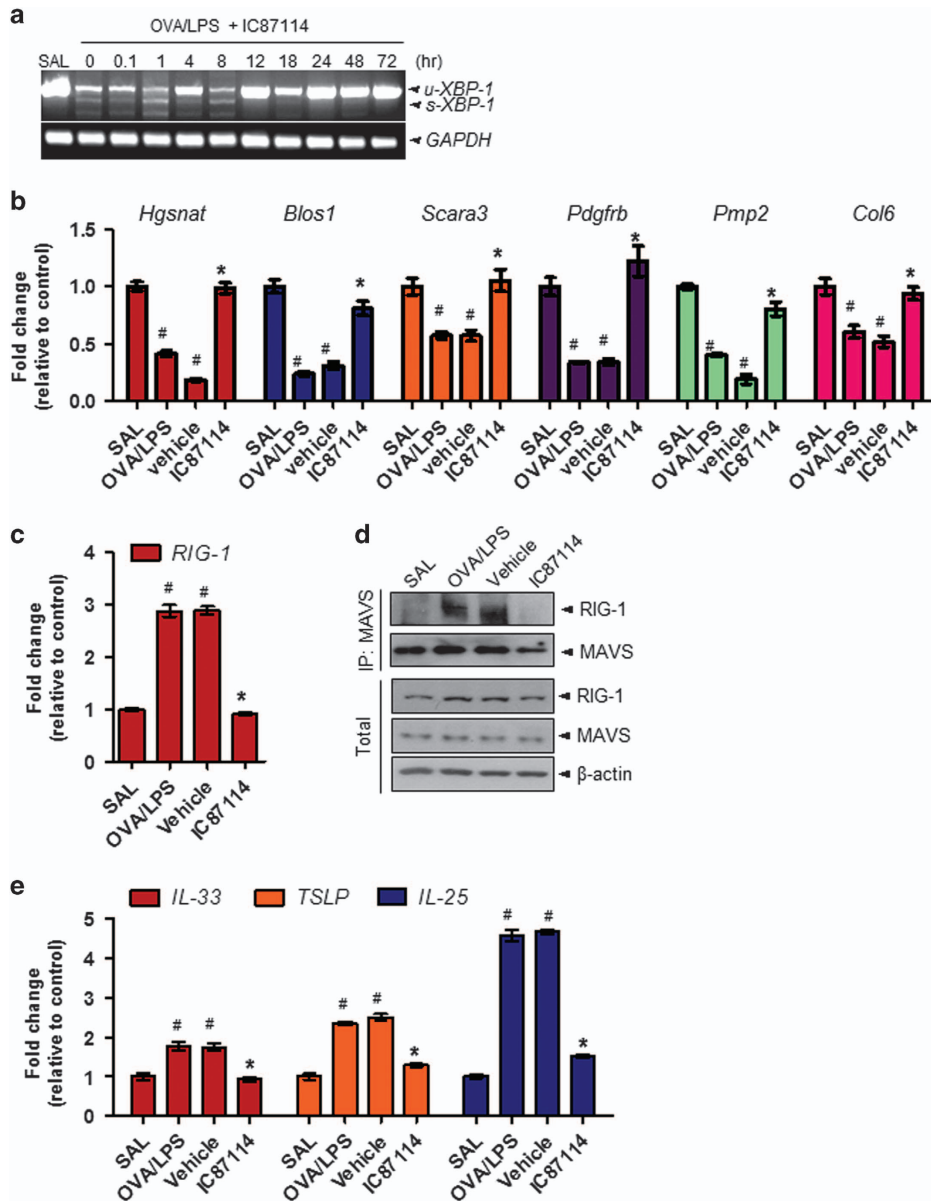 a
OVA/LPS + IC87114
SAL 0 0.1 1 4 8 12 18 24 48 72 (hr)
u-XBP-1
s-XBP-1
GAPDH
b
Hgsnat Blos1 Scara3 Pdgfrb Pmp2 Col6
Fold change
(relative to control)
1.5
1.0
0.5
0.0
# # *
# # *
# # *
# # *
# # *
# # *
SAL OVA/LPS vehicle IC87114 SAL OVA/LPS vehicle IC87114 SAL OVA/LPS vehicle IC87114 SAL OVA/LPS vehicle IC87114 SAL OVA/LPS vehicle IC87114 SAL OVA/LPS vehicle IC87114
c
RIG-1
Fold change
(relative to control)
4
3
2
1
0
# # *
SAL OVA/LPS Vehicle IC87114
d
SAL OVA/LPS Vehicle IC87114
IP: MAVS
RIG-1
MAVS
Total
RIG-1
MAVS
β-actin
e
IL-33 TSLP IL-25
Fold change
(relative to control)
5
4
3
2
1
0
# # *
# # *
# # *
SAL OVA/LPS Vehicle IC87114 SAL OVA/LPS Vehicle IC87114 SAL OVA/LPS Vehicle IC87114